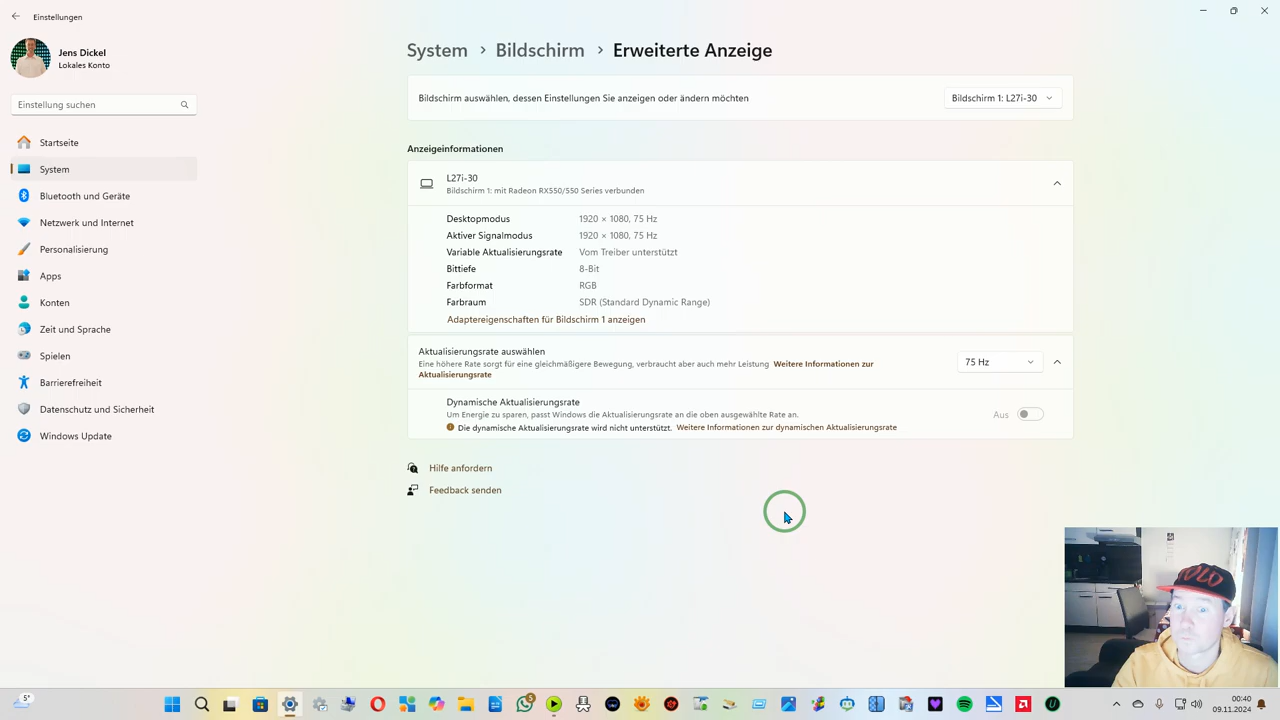 Einstellungen
Jens Dickel
Lokales Konto
Einstellung suchen
Startseite
System
Bluetooth und Geräte
Netzwerk und Internet
Personalisierung
Apps
Konten
Zeit und Sprache
Spielen
Barrierefreiheit
Datenschutz und Sicherheit
Windows Update
System > Bildschirm > Erweiterte Anzeige
Bildschirm auswählen, dessen Einstellungen Sie anzeigen oder ändern möchten
Bildschirm 1: L27i-30
Anzeigeinformationen
L27i-30
Bildschirm 1: mit Radeon RX550/550 Series verbunden
Desktopmodus 1920 × 1080, 75 Hz
Aktiver Signalmodus 1920 × 1080, 75 Hz
Variable Aktualisierungsrate Vom Treiber unterstützt
Bittiefe 8-Bit
Farbformat RGB
Farbraum SDR (Standard Dynamic Range)
Adaptereigenschaften für Bildschirm 1 anzeigen
Aktualisierungsrate auswählen
Eine höhere Rate sorgt für eine gleichmäßigere Bewegung, verbraucht aber auch mehr Leistung Weitere Informationen zur
Aktualisierungsrate
75 Hz
Dynamische Aktualisierungsrate
Um Energie zu sparen, passt Windows die Aktualisierungsrate an die oben ausgewählte Rate an.
Die dynamische Aktualisierungsrate wird nicht unterstützt. Weitere Informationen zur dynamischen Aktualisierungsrate
Aus
Hilfe anfordern
Feedback senden
5°
5
00:40
09.11.2024